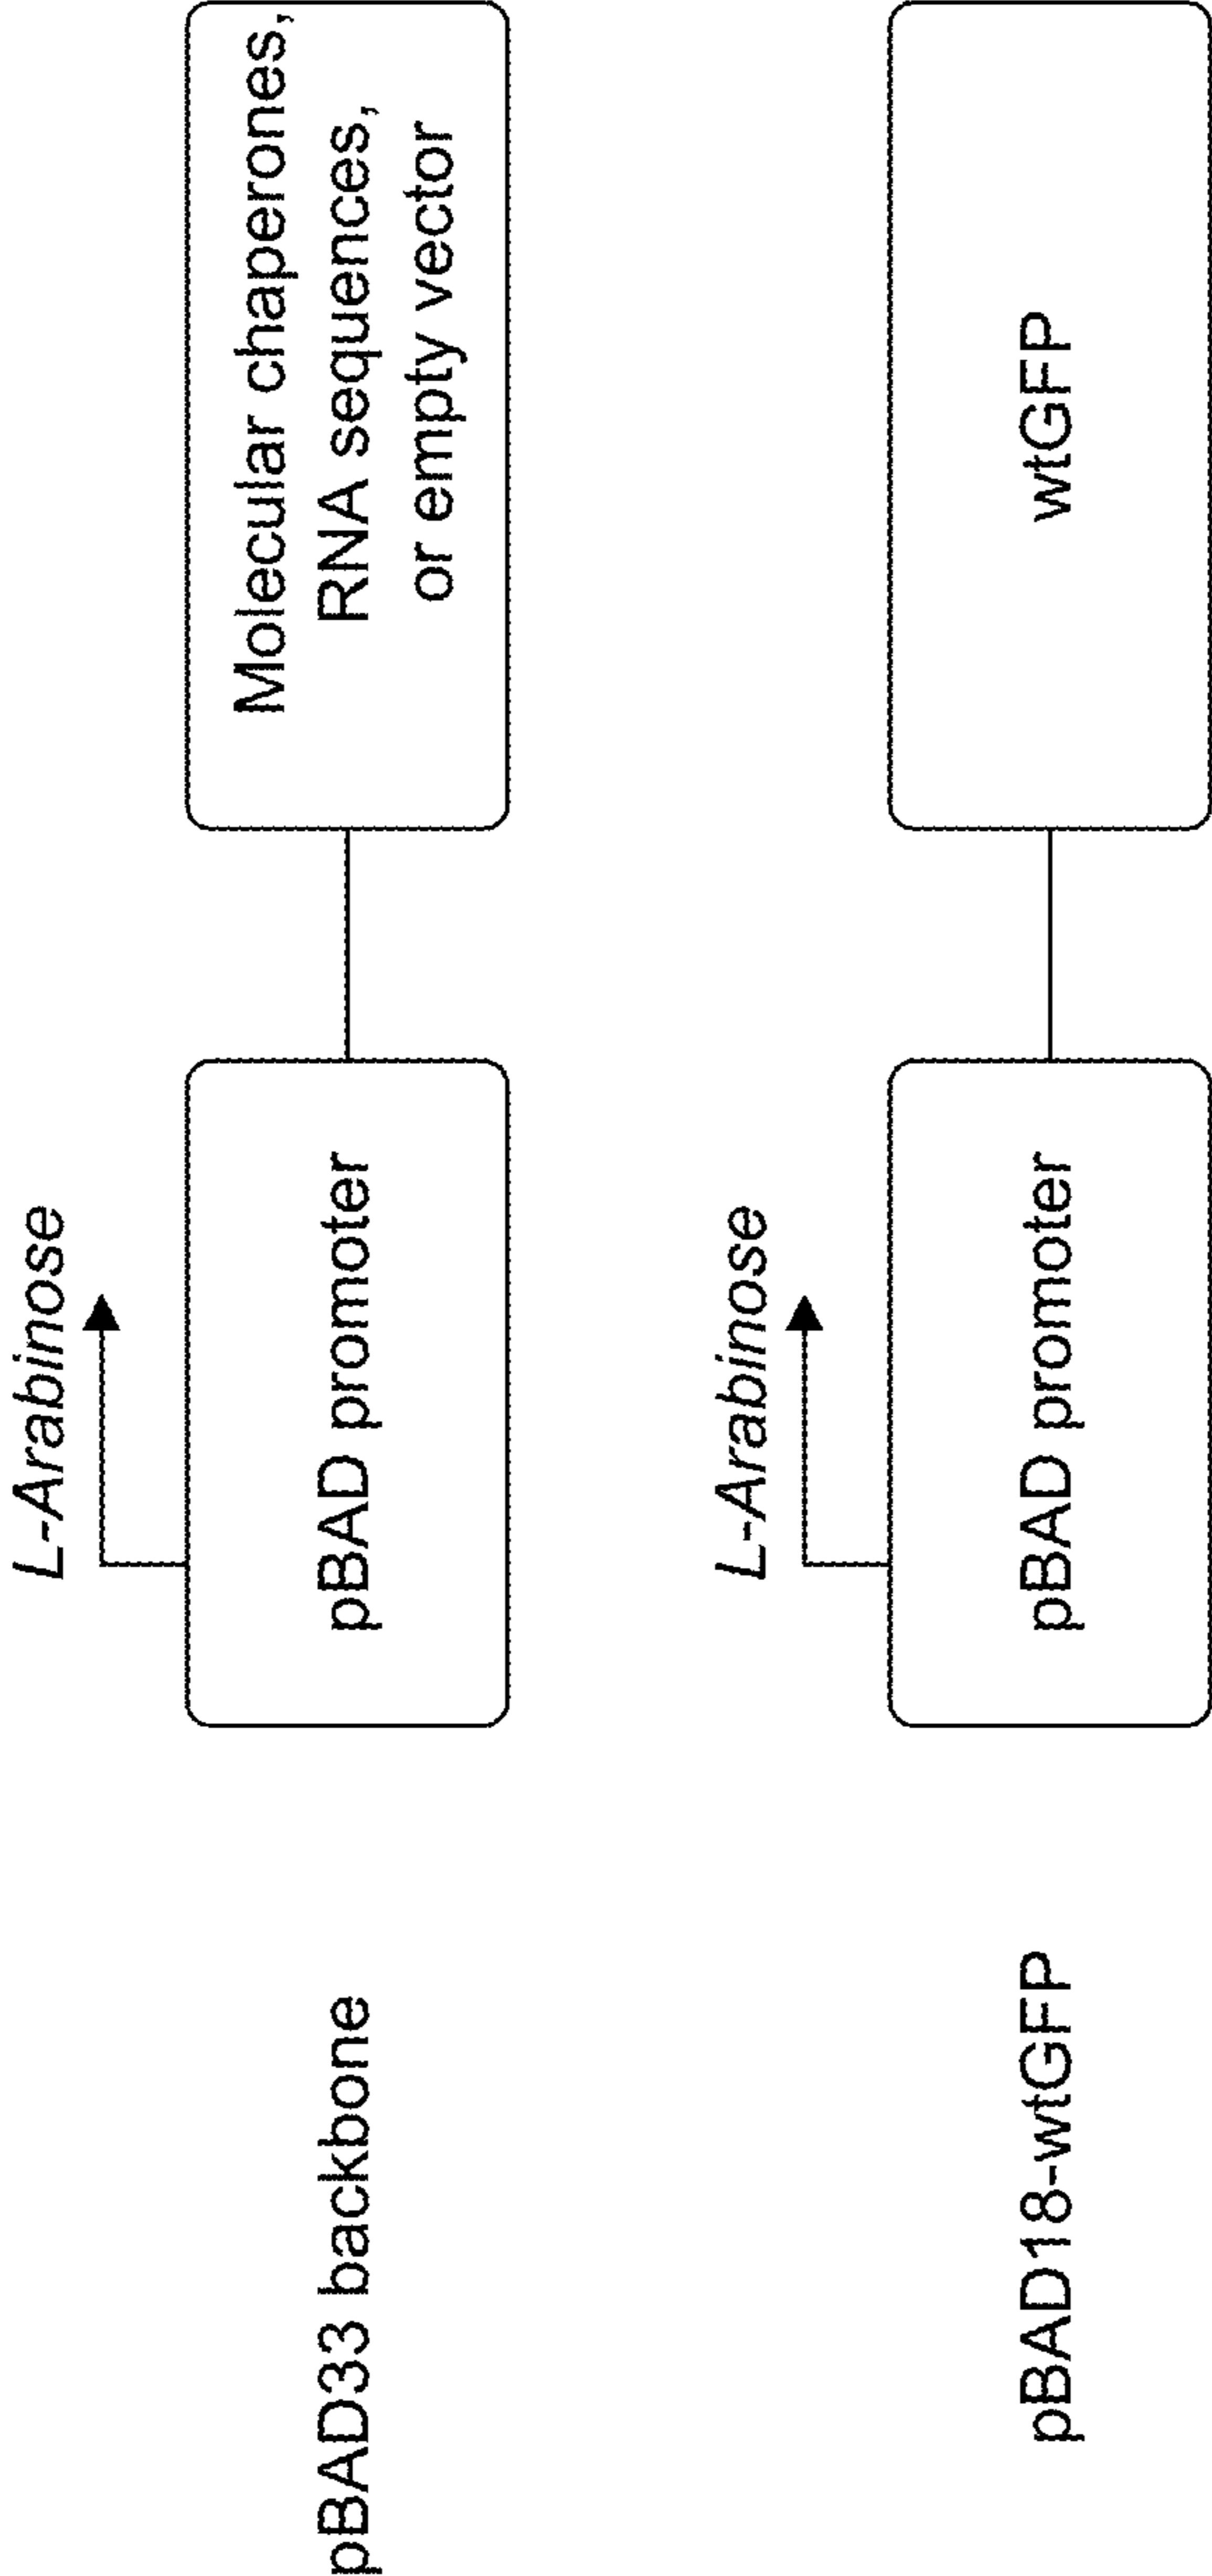 L-Arabinose
pBAD33 backbone
pBAD promoter
Molecular chaperones,
RNA sequences,
or empty vector
L-Arabinose
pBAD18-wtGFP
pBAD promoter
wtGFP